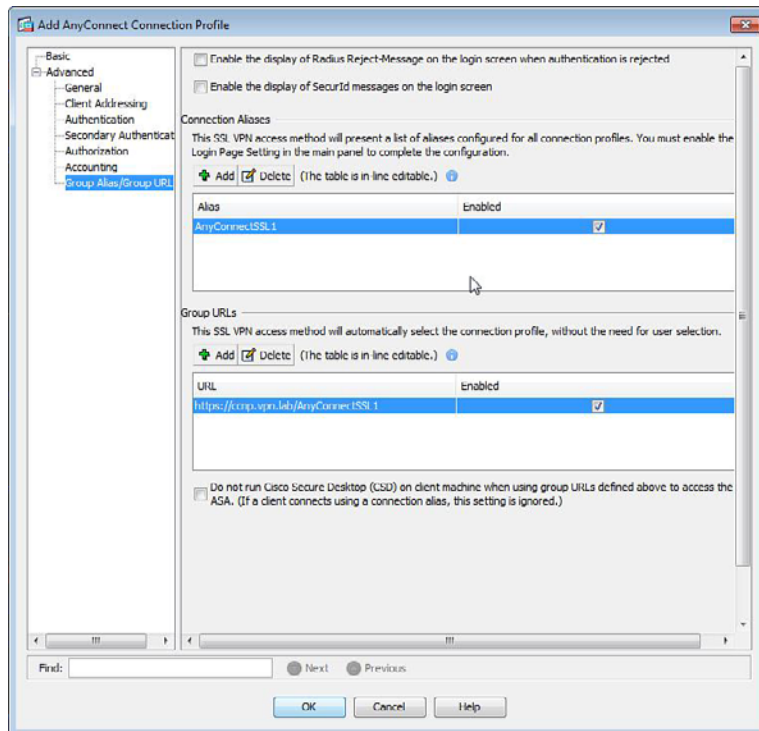 Add AnyConnect Connection Profile
Basic
Advanced
General
Client Addressing
Authentication
Secondary Authenticat
Authorization
Accounting
Group Alias/Group URL
Enable the display of Radius Reject-Message on the login screen when authentication is rejected
Enable the display of SecurId messages on the login screen
Connection Aliases
This SSL VPN access method will present a list of aliases configured for all connection profiles. You must enable the
Login Page Setting in the main panel to complete the configuration.
Add Delete (The table is in-line editable.)
Alias Enabled
AnyConnectSSL1
Group URLs
This SSL VPN access method will automatically select the connection profile, without the need for user selection.
Add Delete (The table is in-line editable.)
URL Enabled
https://ccnp.vpn.lab/AnyConnectSSL1
Do not run Cisco Secure Desktop (CSD) on client machine when using group URLs defined above to access the
ASA. (If a client connects using a connection alias, this setting is ignored.)
Find: Next Previous
OK Cancel Help